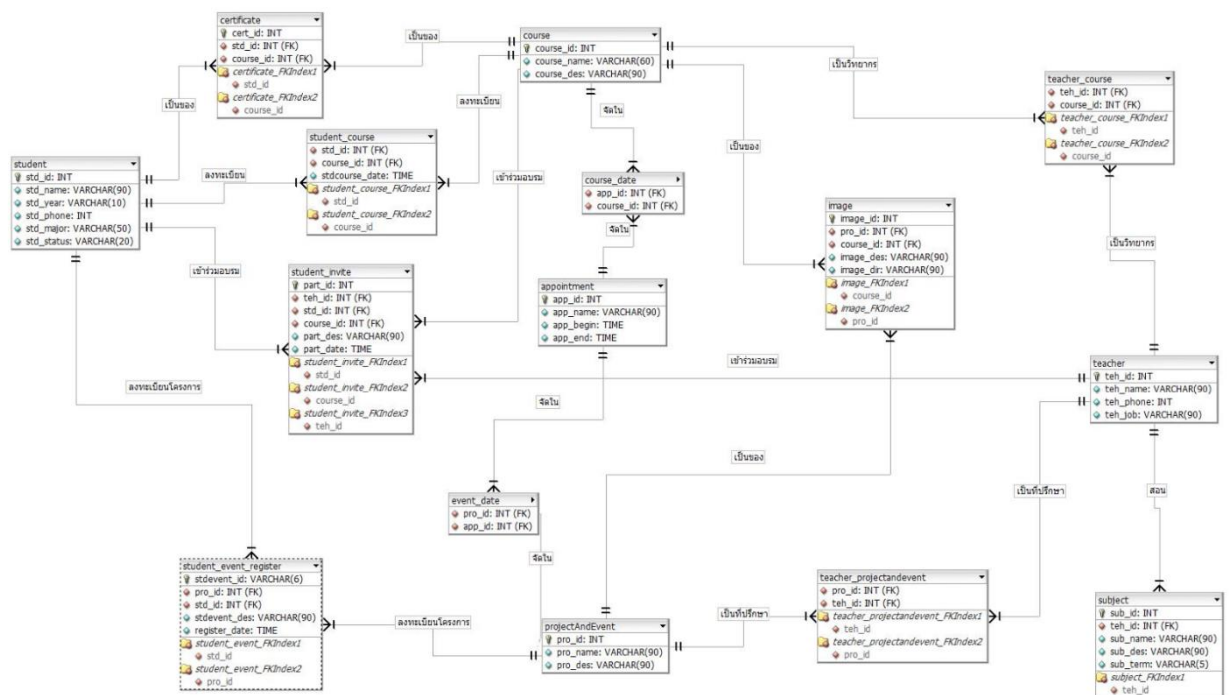 certificate
cert_id: INT
std_id: INT (FK)
course_id: INT (FK)
certificate_FKIndex1
std_id
certificate_FKIndex2
course_id
เป็นของ
เป็นของ
course
course_id: INT
course_name: VARCHAR(60)
course_des: VARCHAR(90)
เป็นวิทยากร
teacher_course
teh_id: INT (FK)
course_id: INT (FK)
teacher_course_FKIndex1
teh_id
teacher_course_FKIndex2
course_id
ลงทะเบียน
จัดใน
student_course
std_id: INT (FK)
course_id: INT (FK)
stdcourse_date: TIME
student_course_FKIndex1
std_id
student_course_FKIndex2
course_id
เป็นของ
student
std_id: INT
std_name: VARCHAR(90)
std_year: VARCHAR(10)
std_phone: INT
std_major: VARCHAR(50)
std_status: VARCHAR(20)
ลงทะเบียน
เข้าร่วมอบรม
course_date
app_id: INT (FK)
course_id: INT (FK)
จัดใน
image
image_id: INT
pro_id: INT (FK)
course_id: INT (FK)
image_des: VARCHAR(90)
image_dir: VARCHAR(90)
image_FKIndex1
course_id
image_FKIndex2
pro_id
เป็นวิทยากร
เข้าร่วมอบรม
student_invite
part_id: INT
teh_id: INT (FK)
std_id: INT (FK)
course_id: INT (FK)
part_des: VARCHAR(90)
part_date: TIME
student_invite_FKIndex1
std_id
student_invite_FKIndex2
course_id
student_invite_FKIndex3
teh_id
appointment
app_id: INT
app_name: VARCHAR(90)
app_begin: TIME
app_end: TIME
เข้าร่วมอบรม
teacher
teh_id: INT
teh_name: VARCHAR(90)
teh_phone: INT
teh_job: VARCHAR(90)
ลงทะเบียนโครงการ
จัดใน
เป็นของ
เป็นที่ปรึกษา
สอน
event_date
pro_id: INT (FK)
app_id: INT (FK)
จัดใน
student_event_register
stdevent_id: VARCHAR(6)
pro_id: INT (FK)
std_id: INT (FK)
stdevent_des: VARCHAR(90)
register_date: TIME
student_event_FKIndex1
std_id
student_event_FKIndex2
pro_id
ลงทะเบียนโครงการ
projectAndEvent
pro_id: INT
pro_name: VARCHAR(90)
pro_des: VARCHAR(90)
เป็นที่ปรึกษา
teacher_projectandevent
pro_id: INT (FK)
teh_id: INT (FK)
teacher_projectandevent_FKIndex1
teh_id
teacher_projectandevent_FKIndex2
pro_id
subject
sub_id: INT
teh_id: INT (FK)
sub_name: VARCHAR(90)
sub_des: VARCHAR(90)
sub_term: VARCHAR(5)
subject_FKIndex1
teh_id